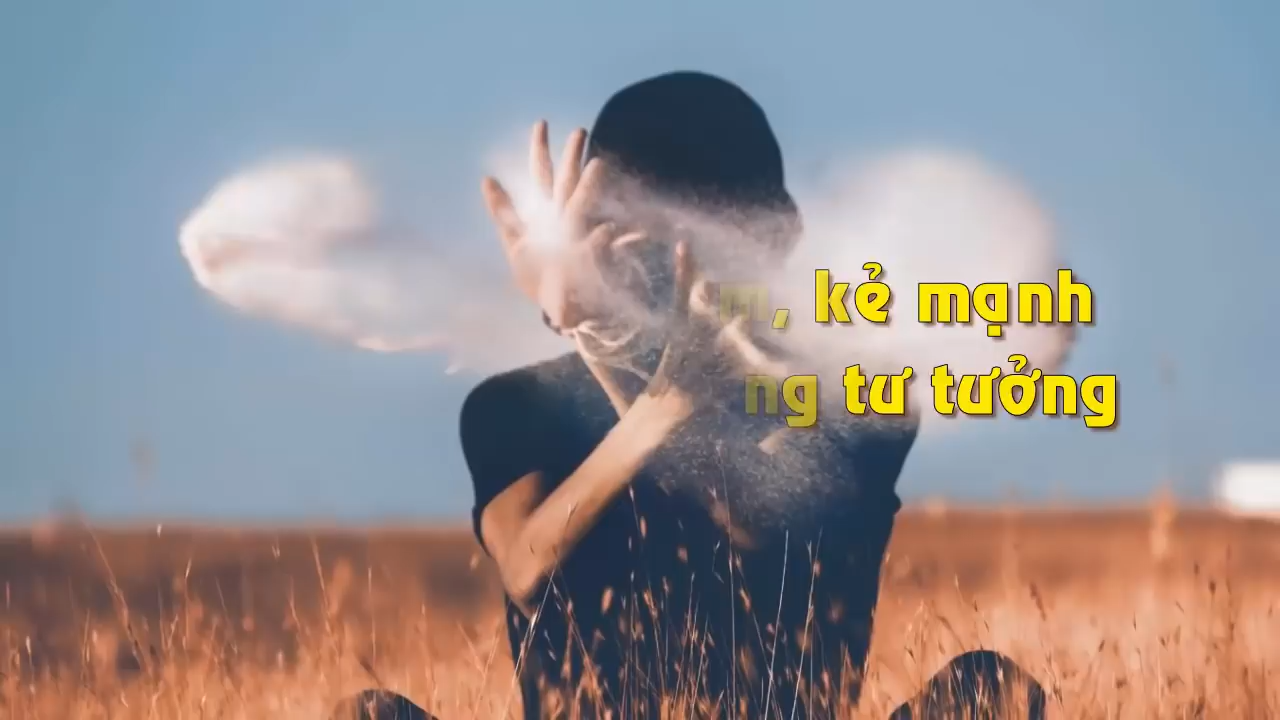 m, kẻ mạnh
ng tư tưởng